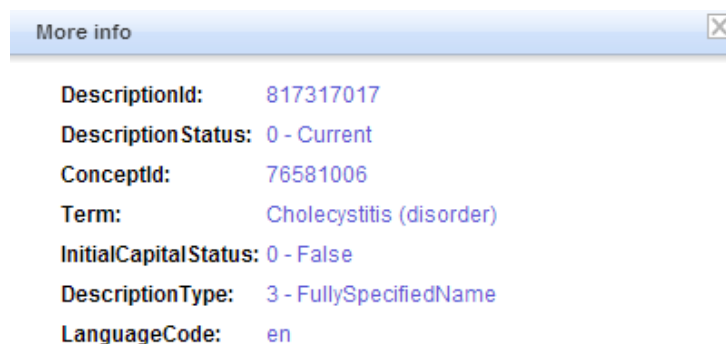 More info
DescriptionId: 817317017
DescriptionStatus: 0 - Current
ConceptId: 76581006
Term: Cholecystitis (disorder)
InitialCapitalStatus: 0 - False
DescriptionType: 3 - FullySpecifiedName
LanguageCode: en